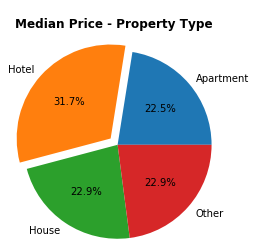 Median Price - Property Type
Hotel
Apartment
31.7%
22.5%
22.9%
22.9%
House
Other